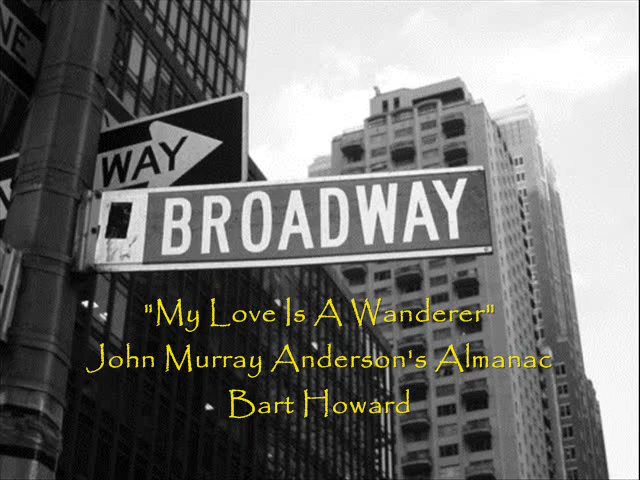 WAY
BROADWAY
"My Love Is A Wanderer"
John Murray Anderson's Almanac
Bart Howard